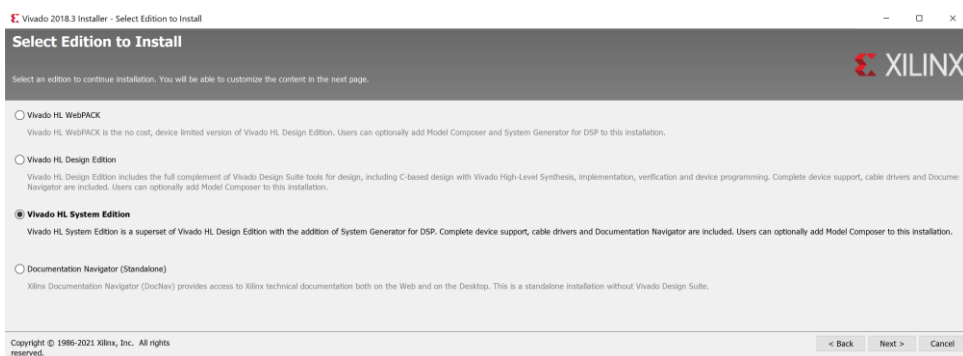 Vivado 2018.3 Installer - Select Edition to Install
Select Edition to Install
Select an edition to continue installation. You will be able to customize the content in the next page.
XILINX
Vivado HL WebPACK
Vivado HL WebPACK is the no cost, device limited version of Vivado HL Design Edition. Users can optionally add Model Composer and System Generator for DSP to this installation.
Vivado HL Design Edition
Vivado HL Design Edition includes the full complement of Vivado Design Suite tools for design, including C-based design with Vivado High-Level Synthesis, implementation, verification and device programming. Complete device support, cable drivers and Docume
Navigator are included. Users can optionally add Model Composer to this installation.
Vivado HL System Edition
Vivado HL System Edition is a superset of Vivado HL Design Edition with the addition of System Generator for DSP. Complete device support, cable drivers and Documentation Navigator are included. Users can optionally add Model Composer to this installation.
Documentation Navigator (Standalone)
Xilinx Documentation Navigator (DocNav) provides access to Xilinx technical documentation both on the Web and on the Desktop. This is a standalone installation without Vivado Design Suite.
Copyright © 1986-2021 Xilinx, Inc. All rights
reserved.
< Back Next > Cancel